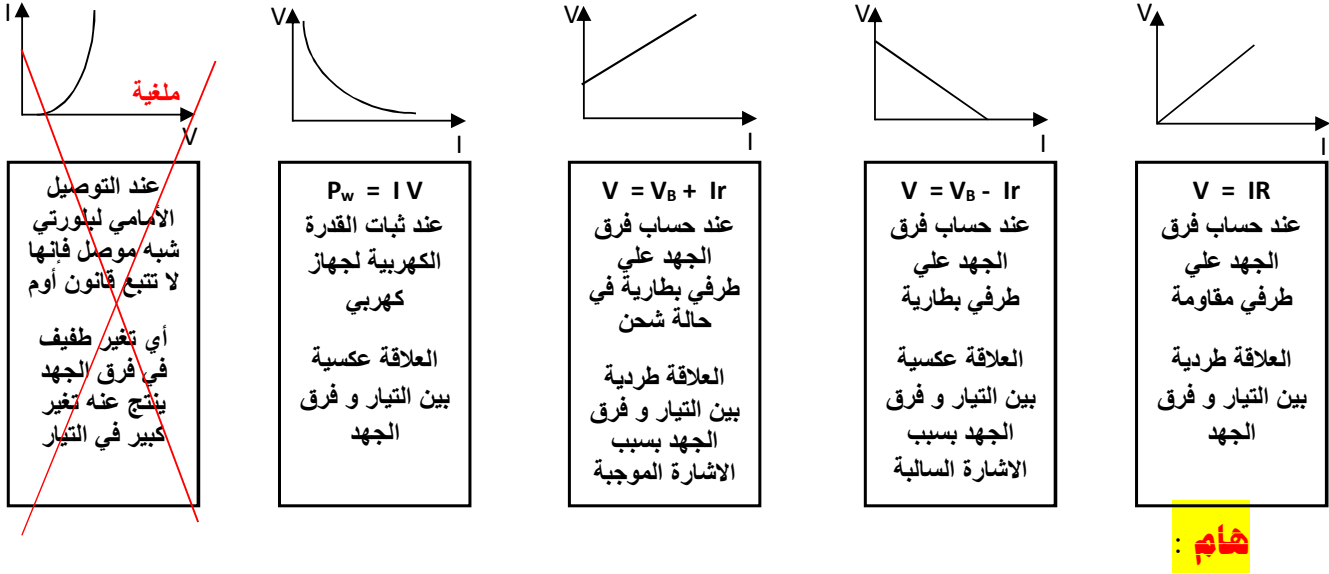 V
I
V = IR
عند حساب فرق
الجهد علي
طرفي مقاومة
العلاقة طردية
بين التيار و فرق
الجهد
V
I
V = VB - Ir
عند حساب فرق
الجهد علي
طرفي بطارية
العلاقة عكسية
بين التيار و فرق
الجهد بسبب
الاشارة السالبة
V
I
V = VB + Ir
عند حساب فرق
الجهد علي
طرفي بطارية في
حالة شحن
العلاقة طردية
بين التيار و فرق
الجهد بسبب
الاشارة الموجبة
V
I
Pw = I V
عند ثبات القدرة
الكهربية لجهاز
كهربي
العلاقة عكسية
بين التيار و فرق
الجهد
I
ملغية
V
عند التوصيل
الأمامي لبلورتي
شبه موصل فإنها
لا تتبع قانون أوم
أي تغير طفيف
في فرق الجهد
ينتج عنه تغير
كبير في التيار
هام :